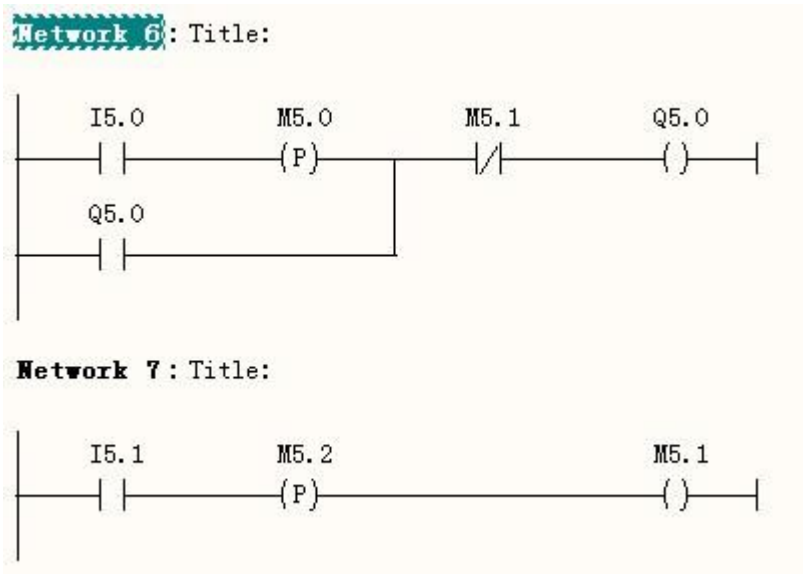 Network 6: Title:
I5.0 M5.0 M5.1 Q5.0
(P) ( )
Q5.0
Network 7: Title:
I5.1 M5.2 M5.1
(P) ( )